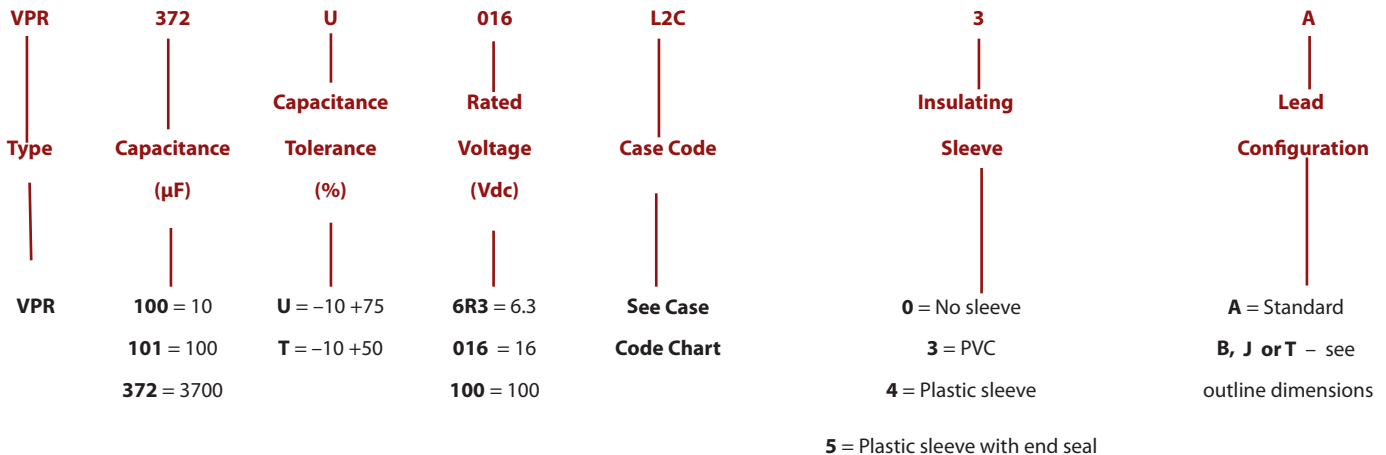 VPR 372 U 016 L2C 3 A
Capacitance Rated Insulating Lead
Type Capacitance Tolerance Voltage Case Code Sleeve Configuration
(µF) (%) (Vdc)
VPR 100 = 10 U = –10 +75 6R3 = 6.3 See Case 0 = No sleeve A = Standard
101 = 100 T = –10 +50 016 = 16 Code Chart 3 = PVC B, J or T – see
372 = 3700 100 = 100 4 = Plastic sleeve outline dimensions
5 = Plastic sleeve with end seal